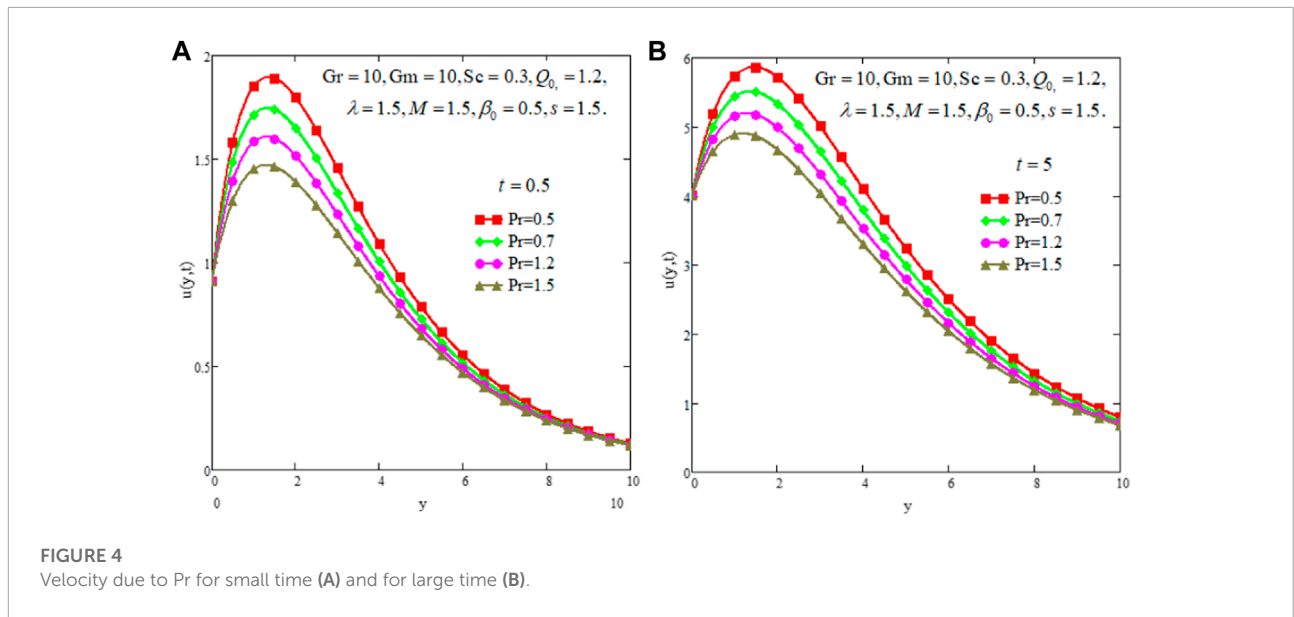 A
Gr = 10, Gm = 10, Sc = 0.3, Q₀, = 1.2,
λ = 1.5, M = 1.5, β₀ = 0.5, s = 1.5.
t = 0.5
Pr=0.5
Pr=0.7
Pr=1.2
Pr=1.5
u(y,t)
2
1.5
1
0.5
0
0 2 4 6 8 10
0 10
y
B
Gr = 10, Gm = 10, Sc = 0.3, Q₀, = 1.2,
λ = 1.5, M = 1.5, β₀ = 0.5, s = 1.5.
t = 5
Pr=0.5
Pr=0.7
Pr=1.2
Pr=1.5
u(y,t)
6
5
4
3
2
1
0
0 2 4 6 8 10
y
FIGURE 4
Velocity due to Pr for small time (A) and for large time (B).